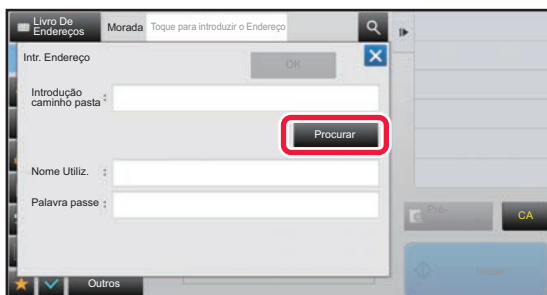 Livro De
Endereços
Morada
Toque para introduzir o Endereço
Intr. Endereço
OK
Introdução
caminho pasta :
Procurar
Nome Utiliz. :
Palavra passe :
Pré-
CA
Outros